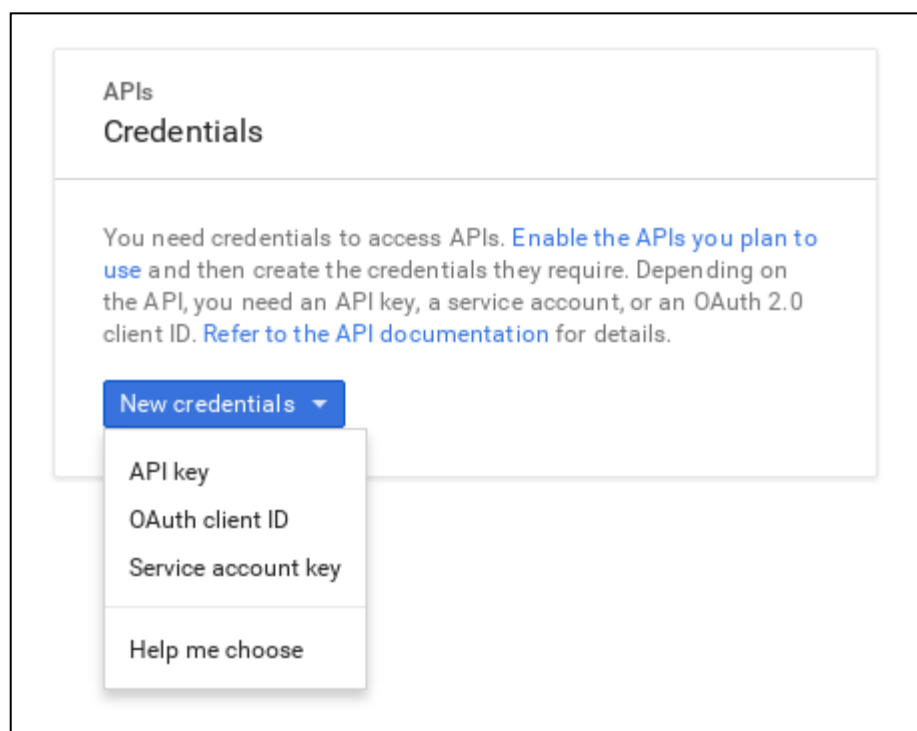 APIs
Credentials
You need credentials to access APIs. Enable the APIs you plan to
use and then create the credentials they require. Depending on
the API, you need an API key, a service account, or an OAuth 2.0
client ID. Refer to the API documentation for details.
New credentials
API key
OAuth client ID
Service account key
Help me choose